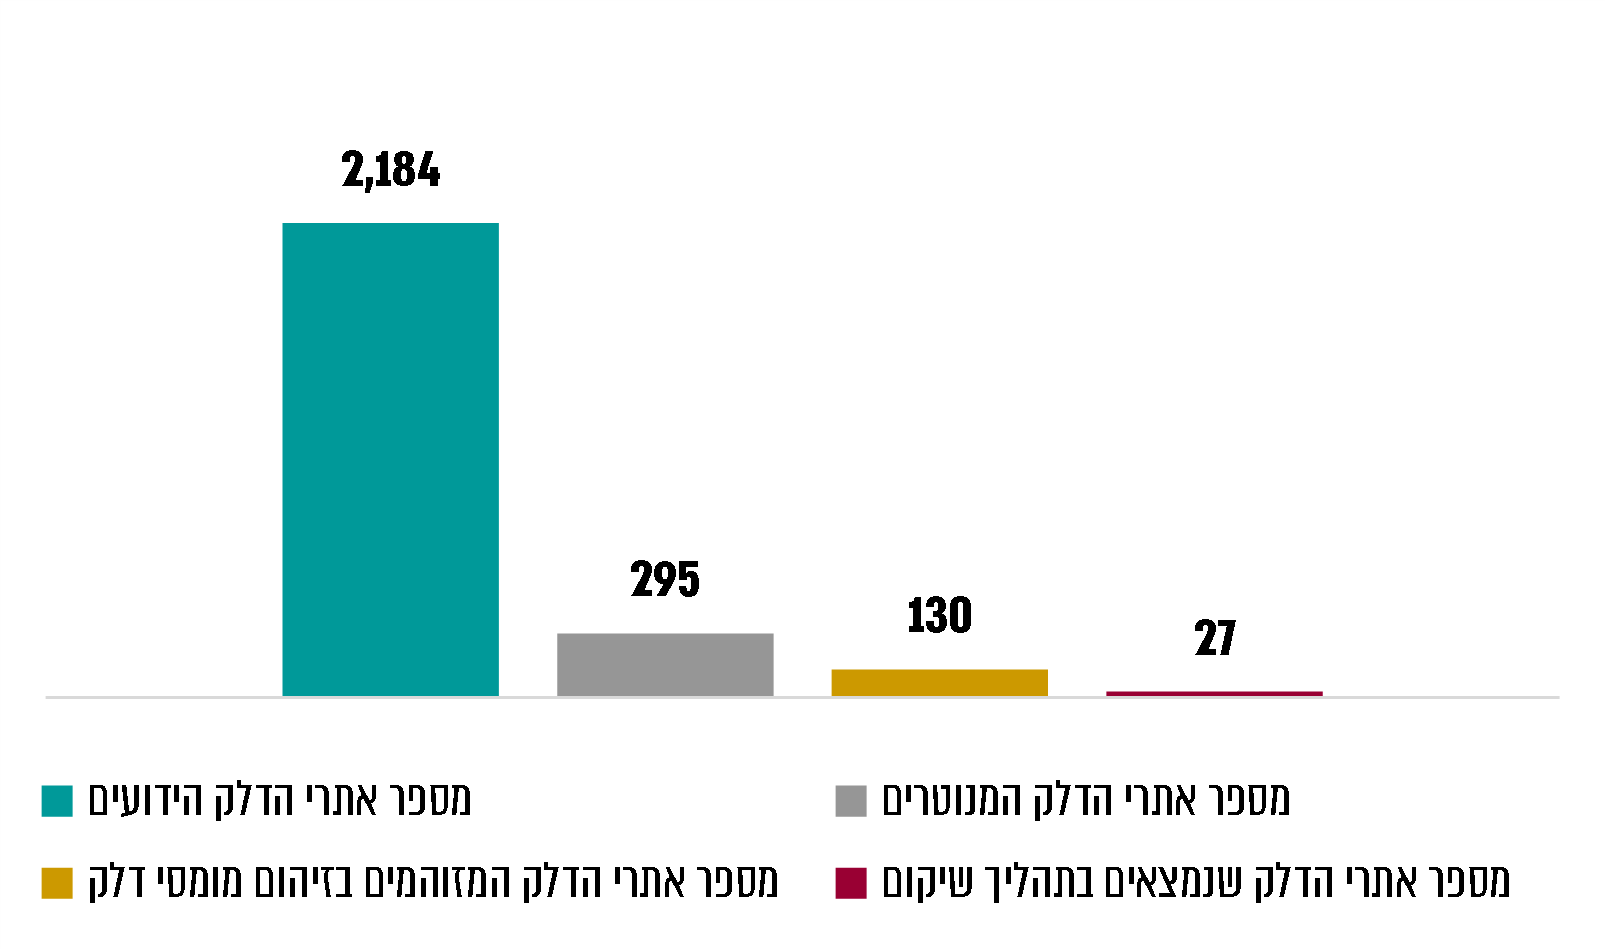 2,184
295
130
27
מספר אתרי הדלק הידועים
מספר אתרי הדלק המנוטרים
מספר אתרי הדלק המזוהמים בזיהום מומסי דלק
מספר אתרי הדלק שנמצאים בתהליך שיקום